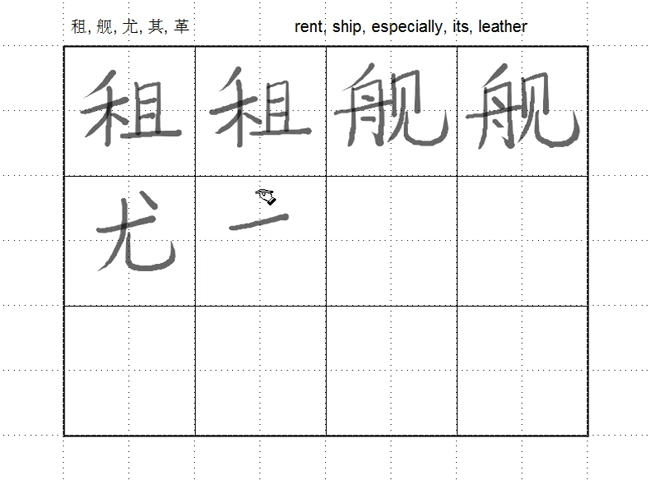 租, 舰, 尤, 其, 革 rent, ship, especially, its, leather
租 租 舰 舰
尤 一